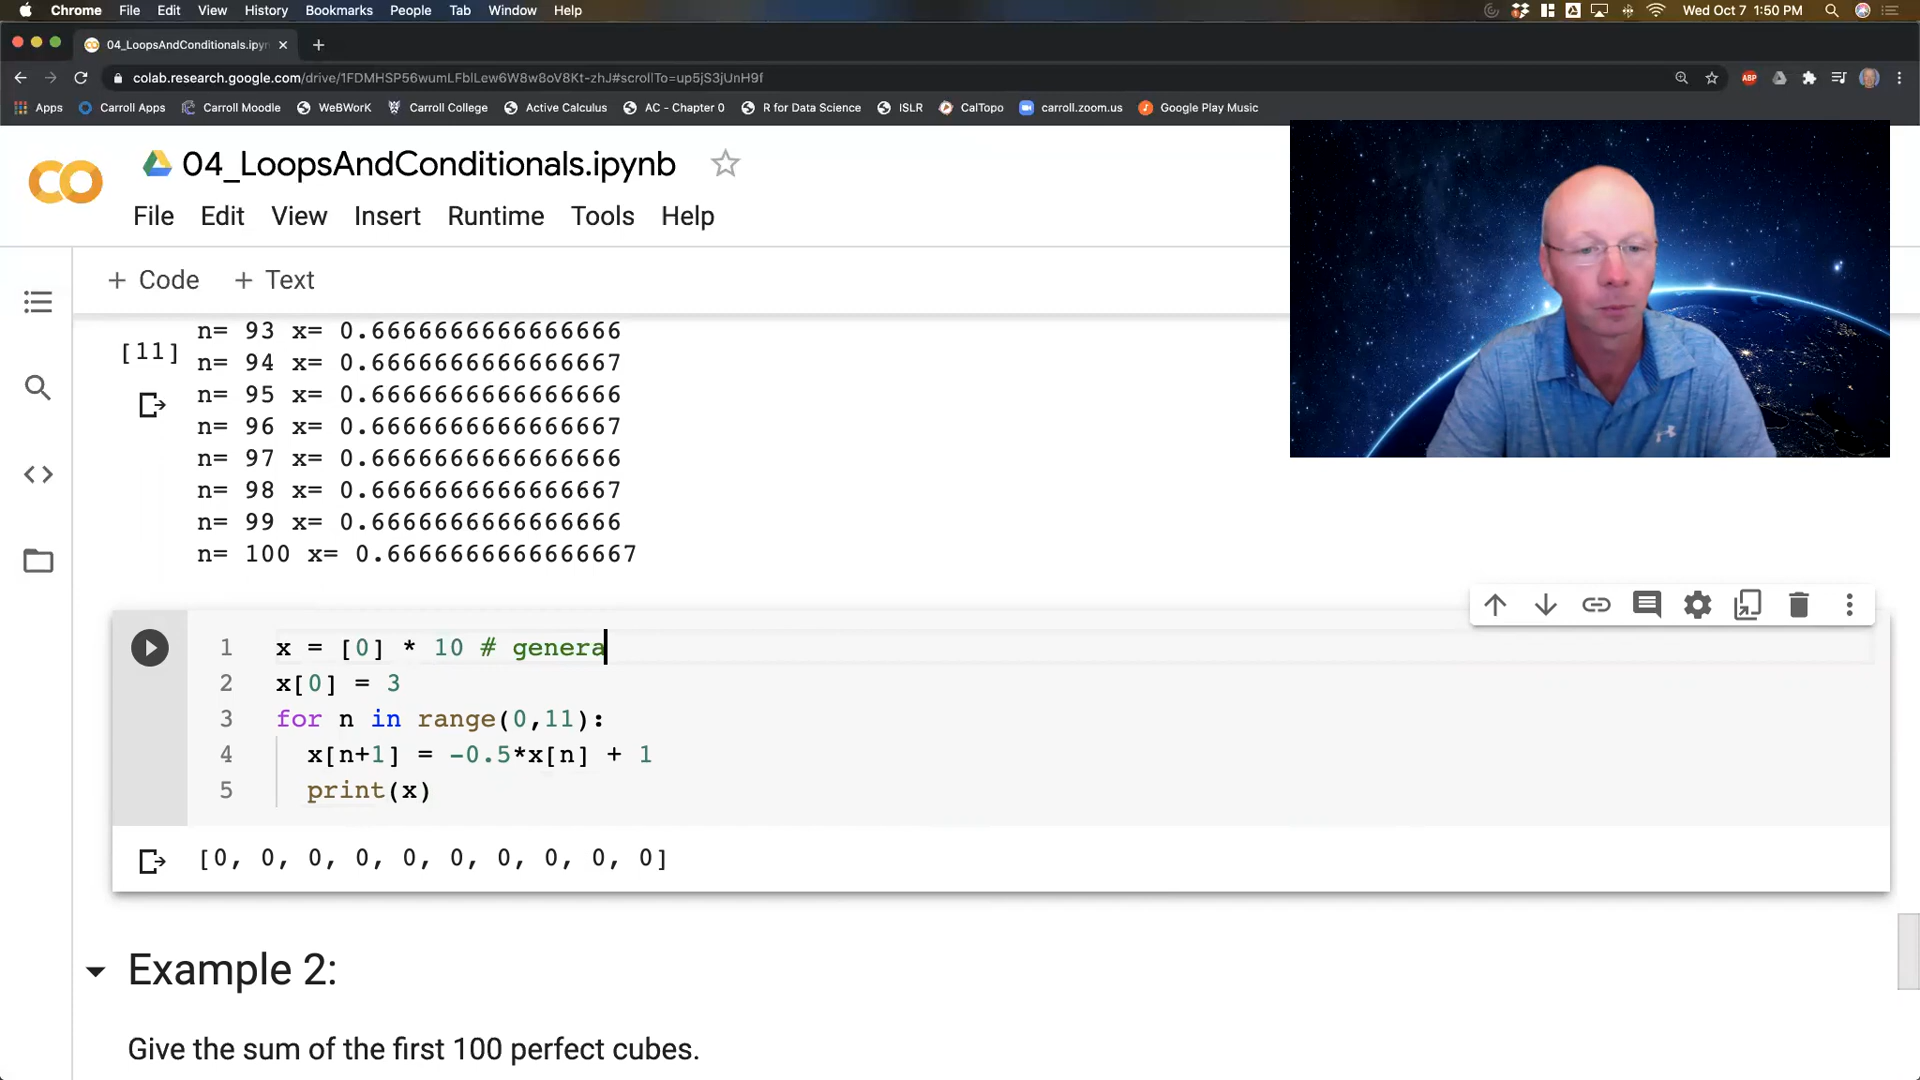 Chrome File Edit View History Bookmarks People Tab Window Help Wed Oct 7 1:50 PM
04_LoopsAndConditionals.ipyn
colab.research.google.com/drive/1FDMHSP56wumLFblLew6W8w8oV8Kt-zhJ#scrollTo=up5jS3jUnH9f ABP
Apps Carroll Apps Carroll Moodle WeBWorK Carroll College Active Calculus AC - Chapter 0 R for Data Science ISLR CalTopo carroll.zoom.us Google Play Music
04_LoopsAndConditionals.ipynb
File Edit View Insert Runtime Tools Help
+ Code + Text
n= 93 x= 0.6666666666666666
[11]
n= 94 x= 0.6666666666666667
n= 95 x= 0.6666666666666666
n= 96 x= 0.6666666666666667
n= 97 x= 0.6666666666666666
n= 98 x= 0.6666666666666667
n= 99 x= 0.6666666666666666
n= 100 x= 0.6666666666666667
1 x = [0] * 10 # genera
2 x[0] = 3
3 for n in range(0,11):
4 x[n+1] = -0.5*x[n] + 1
5 print(x)
[0, 0, 0, 0, 0, 0, 0, 0, 0, 0]
Example 2:
Give the sum of the first 100 perfect cubes.